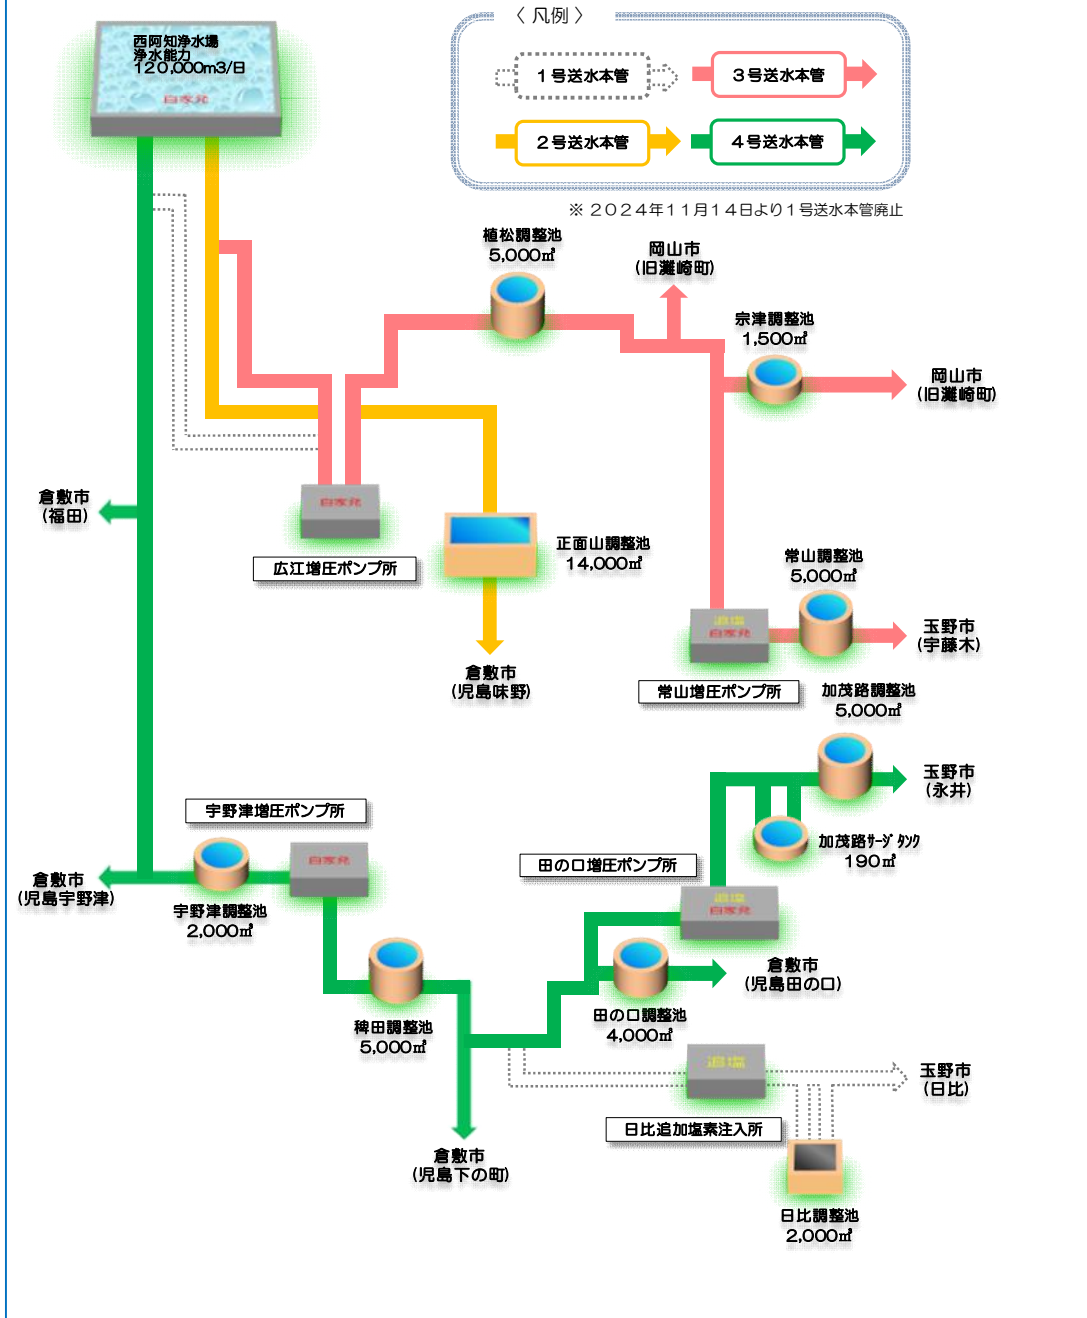 西阿知浄水場
浄水能力
120,000m3/日
自家発
〈 凡例 〉
1号送水本管
3号送水本管
2号送水本管
4号送水本管
※ 2024年11月14日より1号送水本管廃止
植松調整池
5,000㎥
岡山市
(旧灘崎町)
宗津調整池
1,500㎥
岡山市
(旧灘崎町)
倉敷市
(福田)
自家発
広江増圧ポンプ所
正面山調整池
14,000㎥
倉敷市
(児島味野)
常山調整池
5,000㎥
追塩
自家発
玉野市
(宇藤木)
常山増圧ポンプ所
加茂路調整池
5,000㎥
玉野市
(永井)
加茂路サージタンク
190㎥
宇野津増圧ポンプ所
自家発
倉敷市
(児島宇野津)
宇野津調整池
2,000㎥
田の口増圧ポンプ所
追塩
自家発
倉敷市
(児島田の口)
田の口調整池
4,000㎥
稗田調整池
5,000㎥
追塩
玉野市
(日比)
日比追加塩素注入所
倉敷市
(児島下の町)
日比調整池
2,000㎥